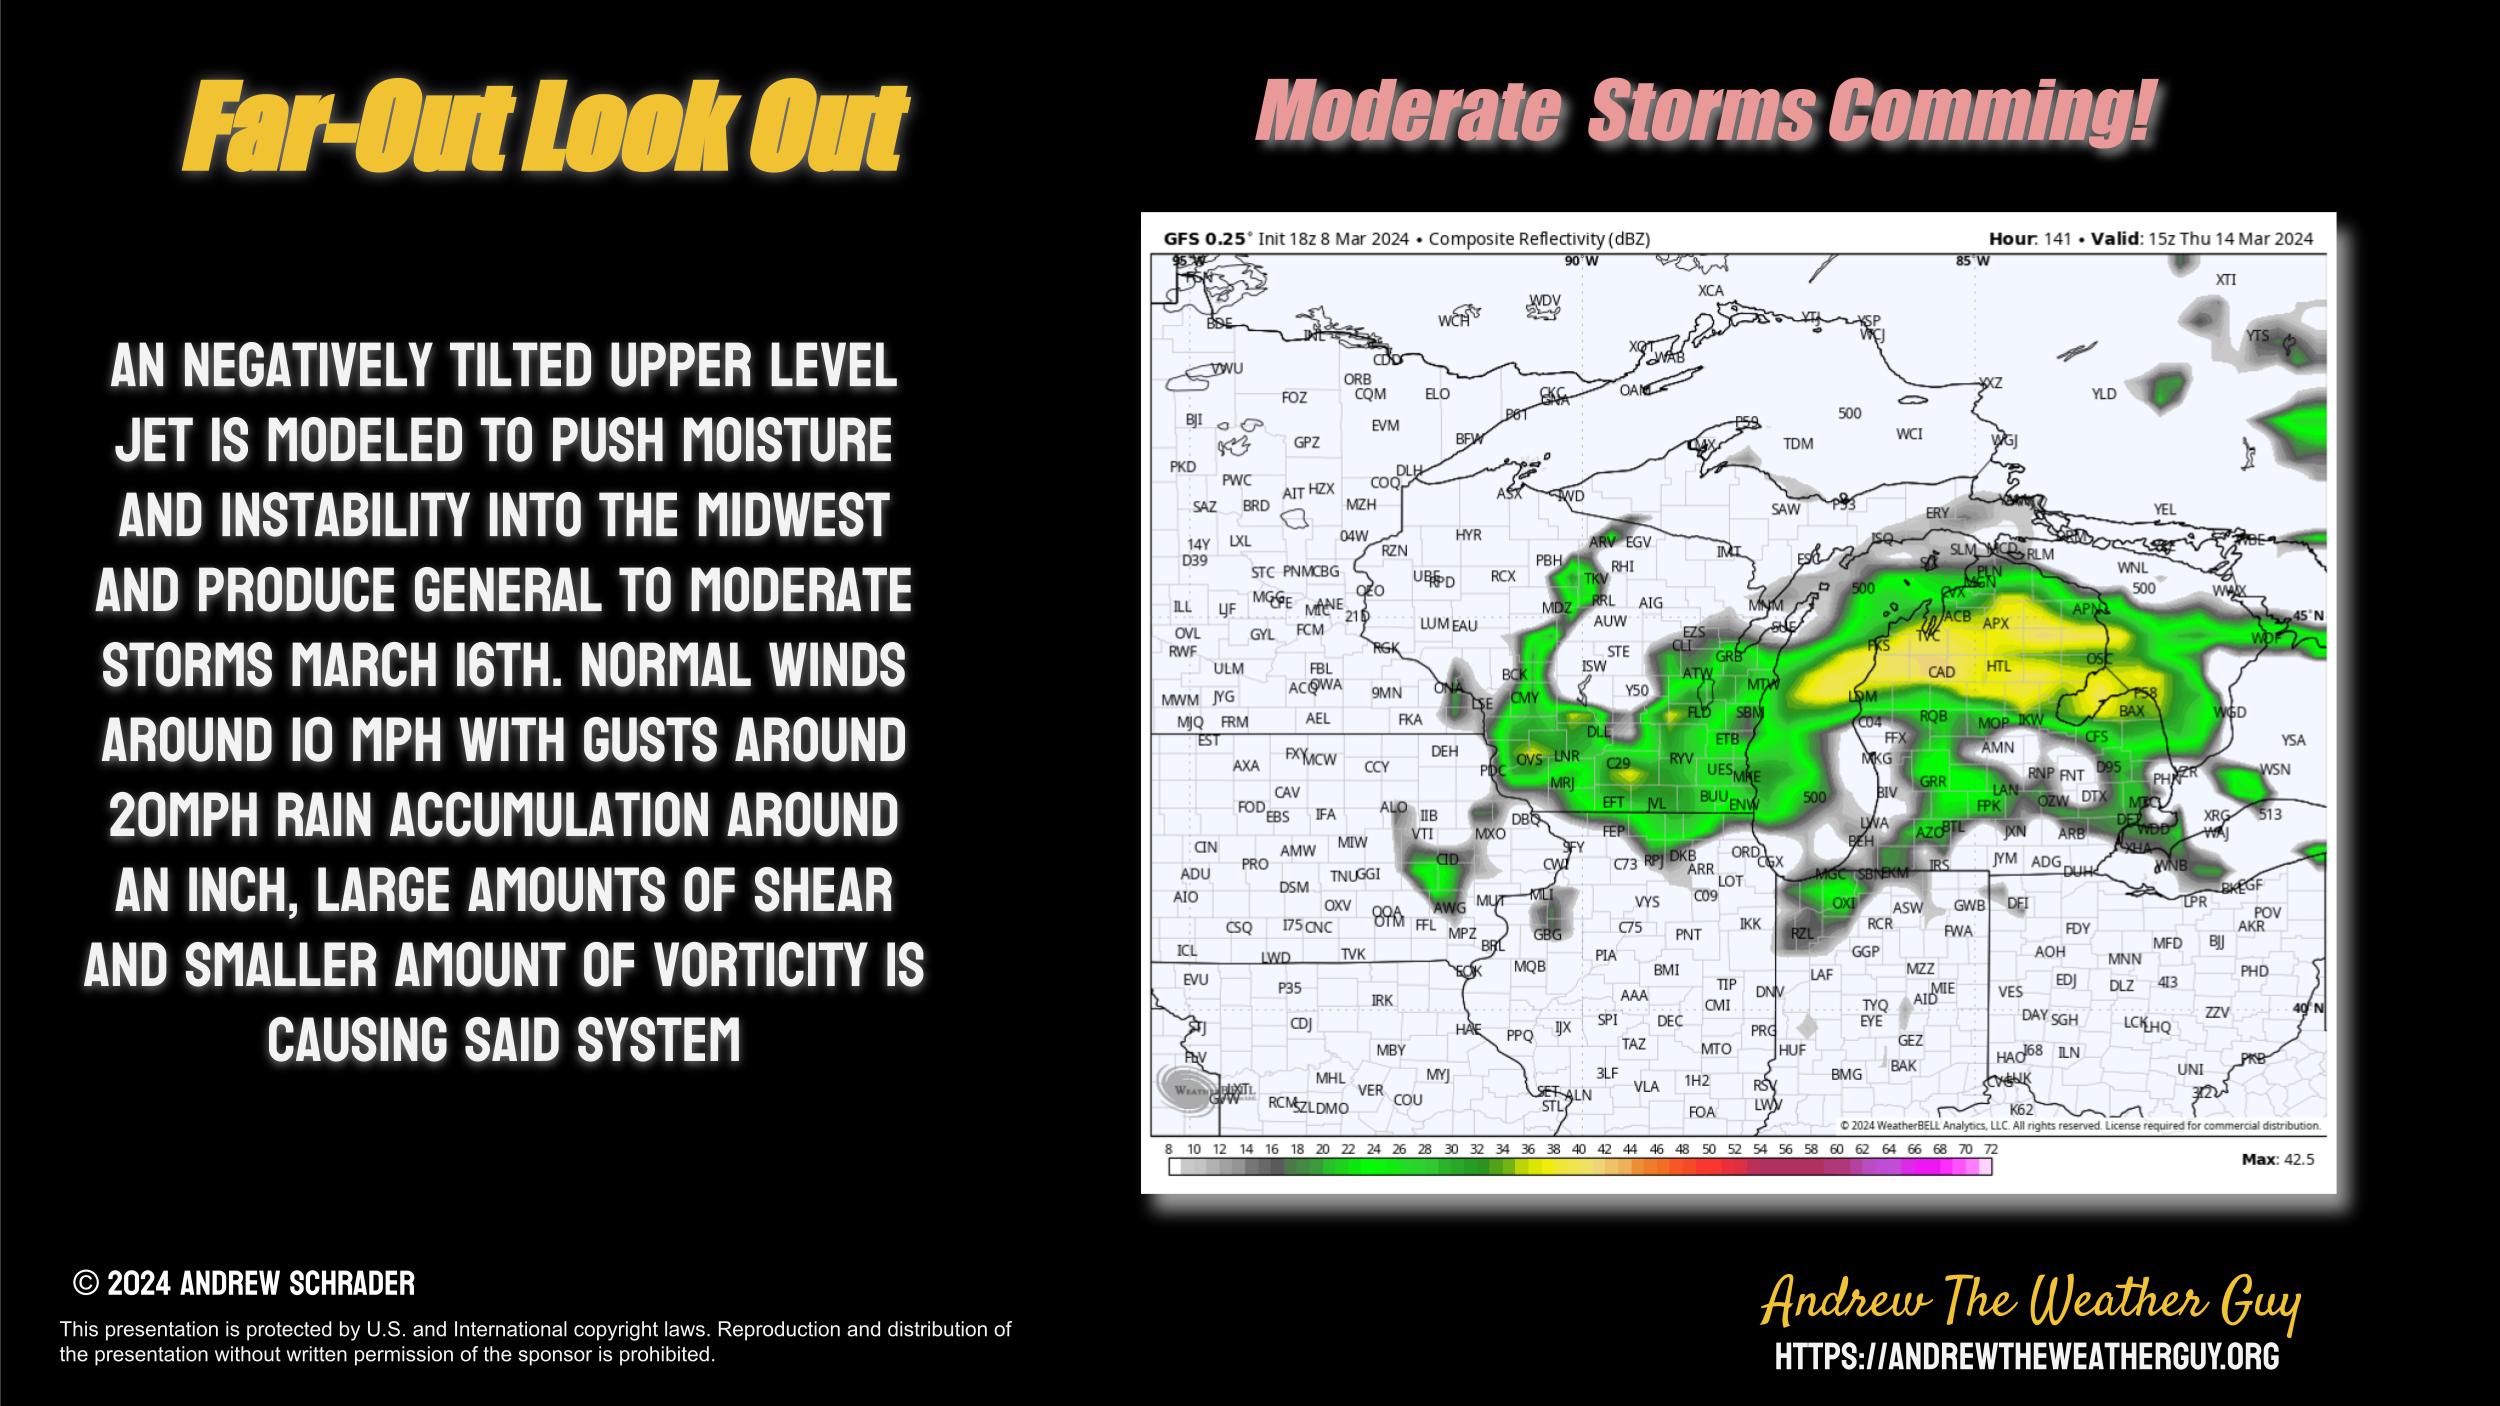 Far-Out Look Out
Moderate  Storms Comming!
AN NEGATIVELY TILTED UPPER LEVEL
JET IS MODELED TO PUSH MOISTURE
AND INSTABILITY INTO THE MIDWEST
AND PRODUCE GENERAL TO MODERATE
STORMS MARCH 16TH. NORMAL WINDS
AROUND 10 MPH WITH GUSTS AROUND
20MPH RAIN ACCUMULATION AROUND
AN INCH, LARGE AMOUNTS OF SHEAR
AND SMALLER AMOUNT OF VORTICITY IS
CAUSING SAID SYSTEM
GFS 0.25° Init 18z 8 Mar 2024 • Composite Reflectivity (dBZ)
Hour: 141 • Valid: 15z Thu 14 Mar 2024
95°W 90°W 85°W
XTI
XCA
WDV
WCH YTJ YSP
BDE WCJ
INL YTS
XQT WAB
CDD
VWU
ORB YXZ
FOZ CQM ELO CKC GNA OAM YLD
BJI EVM P61 P59 500
GPZ BFW LMX TDM WCI WGJ
PKD DLH
PWC COQ
AIT HZX ASX IWD
SAZ BRD MZH SAW P53 ERY YEL
14Y LXL 04W HYR ARV EGV ISQ
D39 RZN PBH IMT ESC SLM MCD RLM
STC PNM CBG RCX TKV RHI PLN WNL
MGG CFE ANE OEO RPD 500 CVX MGN 500
ILL LJF MIC 21D MDZ RRL AIG MNM ACB APN 45°N
OVL GYL FCM LUM EAU AUW SUE APX
RWF RGK STE EZS CLI TVC
ULM FBL ISW GRB FKS HTL OSC
ACQ OWA 9MN ONA BCK Y50 ATW MTW CAD
MWM JYG LSE CMY LDM P58
MJQ FRM AEL FKA FLD SBM C04 RQB MOP IKW BAX WGD
EST DLL ETB FFX AMN CFS YSA
FXY MCW DEH OVS LNR C29 RYV MKG
AXA CCY PDC MRJ UES MKE GRR RNP FNT D95 PHN YZR WSN
CAV EFT JVL BUU ENW 500 BIV LAN
FOD EBS IFA ALO IIB DBQ FPK OZW DTX MTC 513
VTI MXO FEP LWA AZO BTL JXN ARB DET XRG WAJ
CIN AMW MIW SFY ORD BEH XHA
PRO CID CWI C73 RPJ DKB CGX IRS JYM ADG WNB
ADU DSM TNU GGI ARR LOT MGC SBN EKM DUH
AIO OXV OOA AWG MUT MLI VYS C09 OXI ASW GWB DFI LPR
CSQ I75 CNC OTM FFL MPZ GBG C75 PNT IKK RZL RCR FWA FDY POV AKR
ICL LWD TVK BRL PIA GGP AOH MFD BJJ
EVU EOK MQB BMI LAF MZZ MNN PHD
P35 IRK AAA TIP CMI DNV MIE VES EDJ DLZ 4I3
TYQ AID 40°N
STJ CDJ HAE PPQ IJX SPI DEC PRG EYE DAY SGH LCK LHQ ZZV
FLV MBY TAZ MTO HUF GEZ HAO I68 ILN PKB
MHL VER MYJ 3LF VLA 1H2 RSV BMG BAK UNI
LXT RCM SZL DMO COU SET ALN STL FOA LWV K62 3I2
© 2024 WeatherBELL Analytics, LLC. All rights reserved. License required for commercial distribution.
8 10 12 14 16 18 20 22 24 26 28 30 32 34 36 38 40 42 44 46 48 50 52 54 56 58 60 62 64 66 68 70 72
Max: 42.5
© 2024 ANDREW SCHRADER
This presentation is protected by U.S. and International copyright laws. Reproduction and distribution of
the presentation without written permission of the sponsor is prohibited.
Andrew The Weather Guy
HTTPS://ANDREWTHEWEATHERGUY.ORG